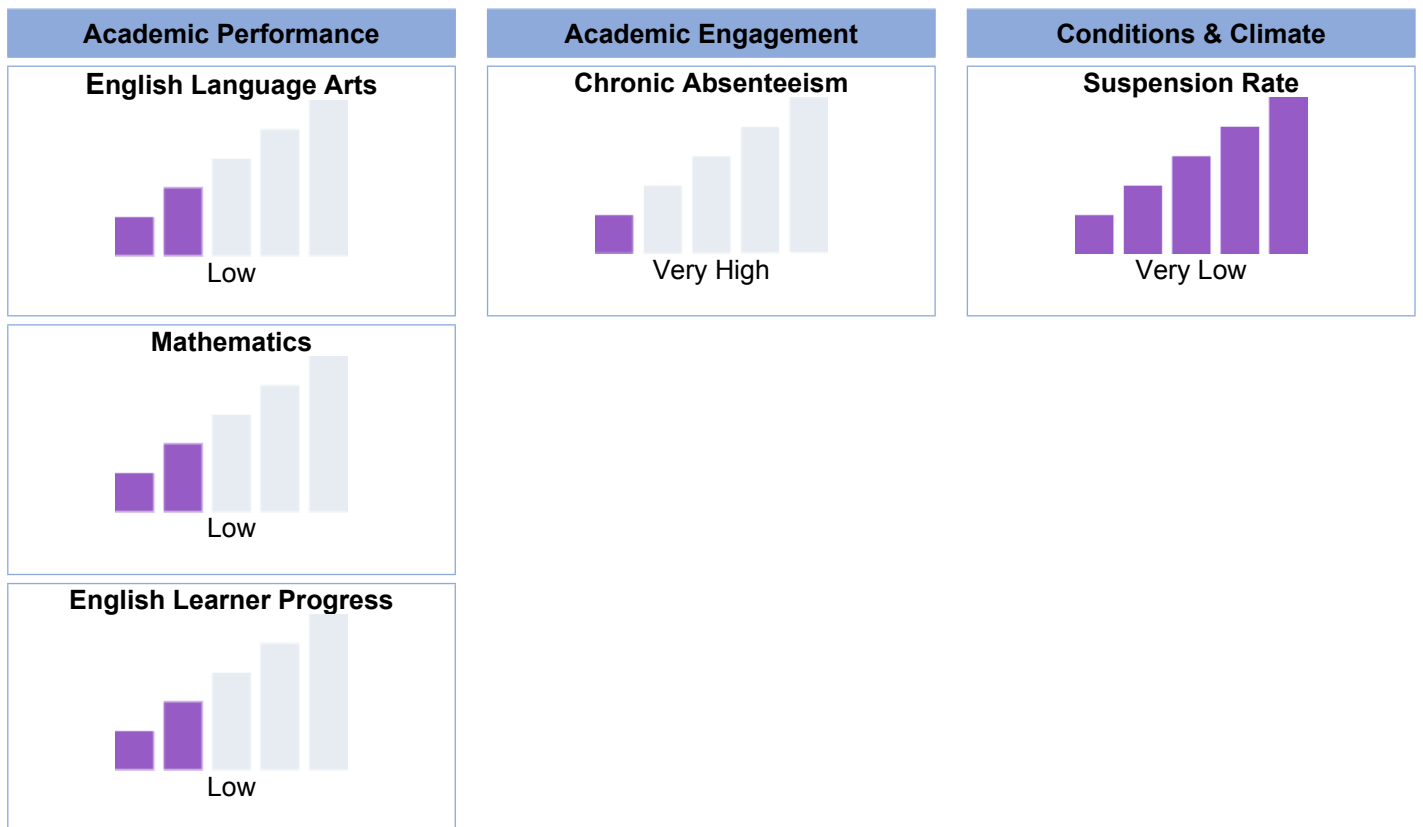 Academic Performance
Academic Engagement
Conditions & Climate
English Language Arts
Low
Chronic Absenteeism
Very High
Suspension Rate
Very Low
Mathematics
Low
English Learner Progress
Low